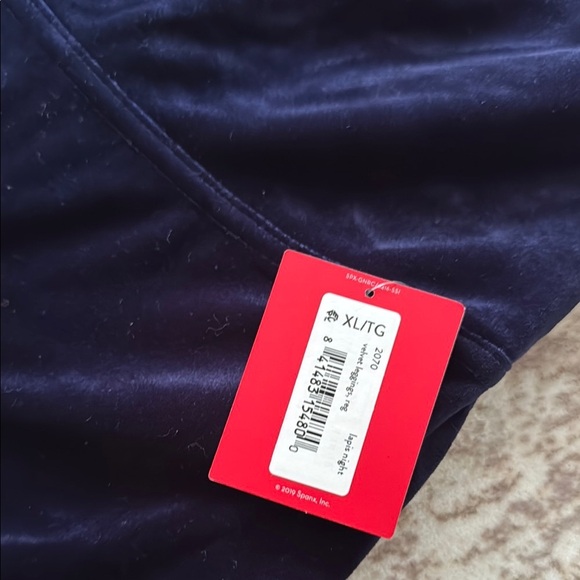 XL/TG
2070
velvet leggings, reg
lapis night
8 41483 15480 0
© 2019 Spanx, Inc.